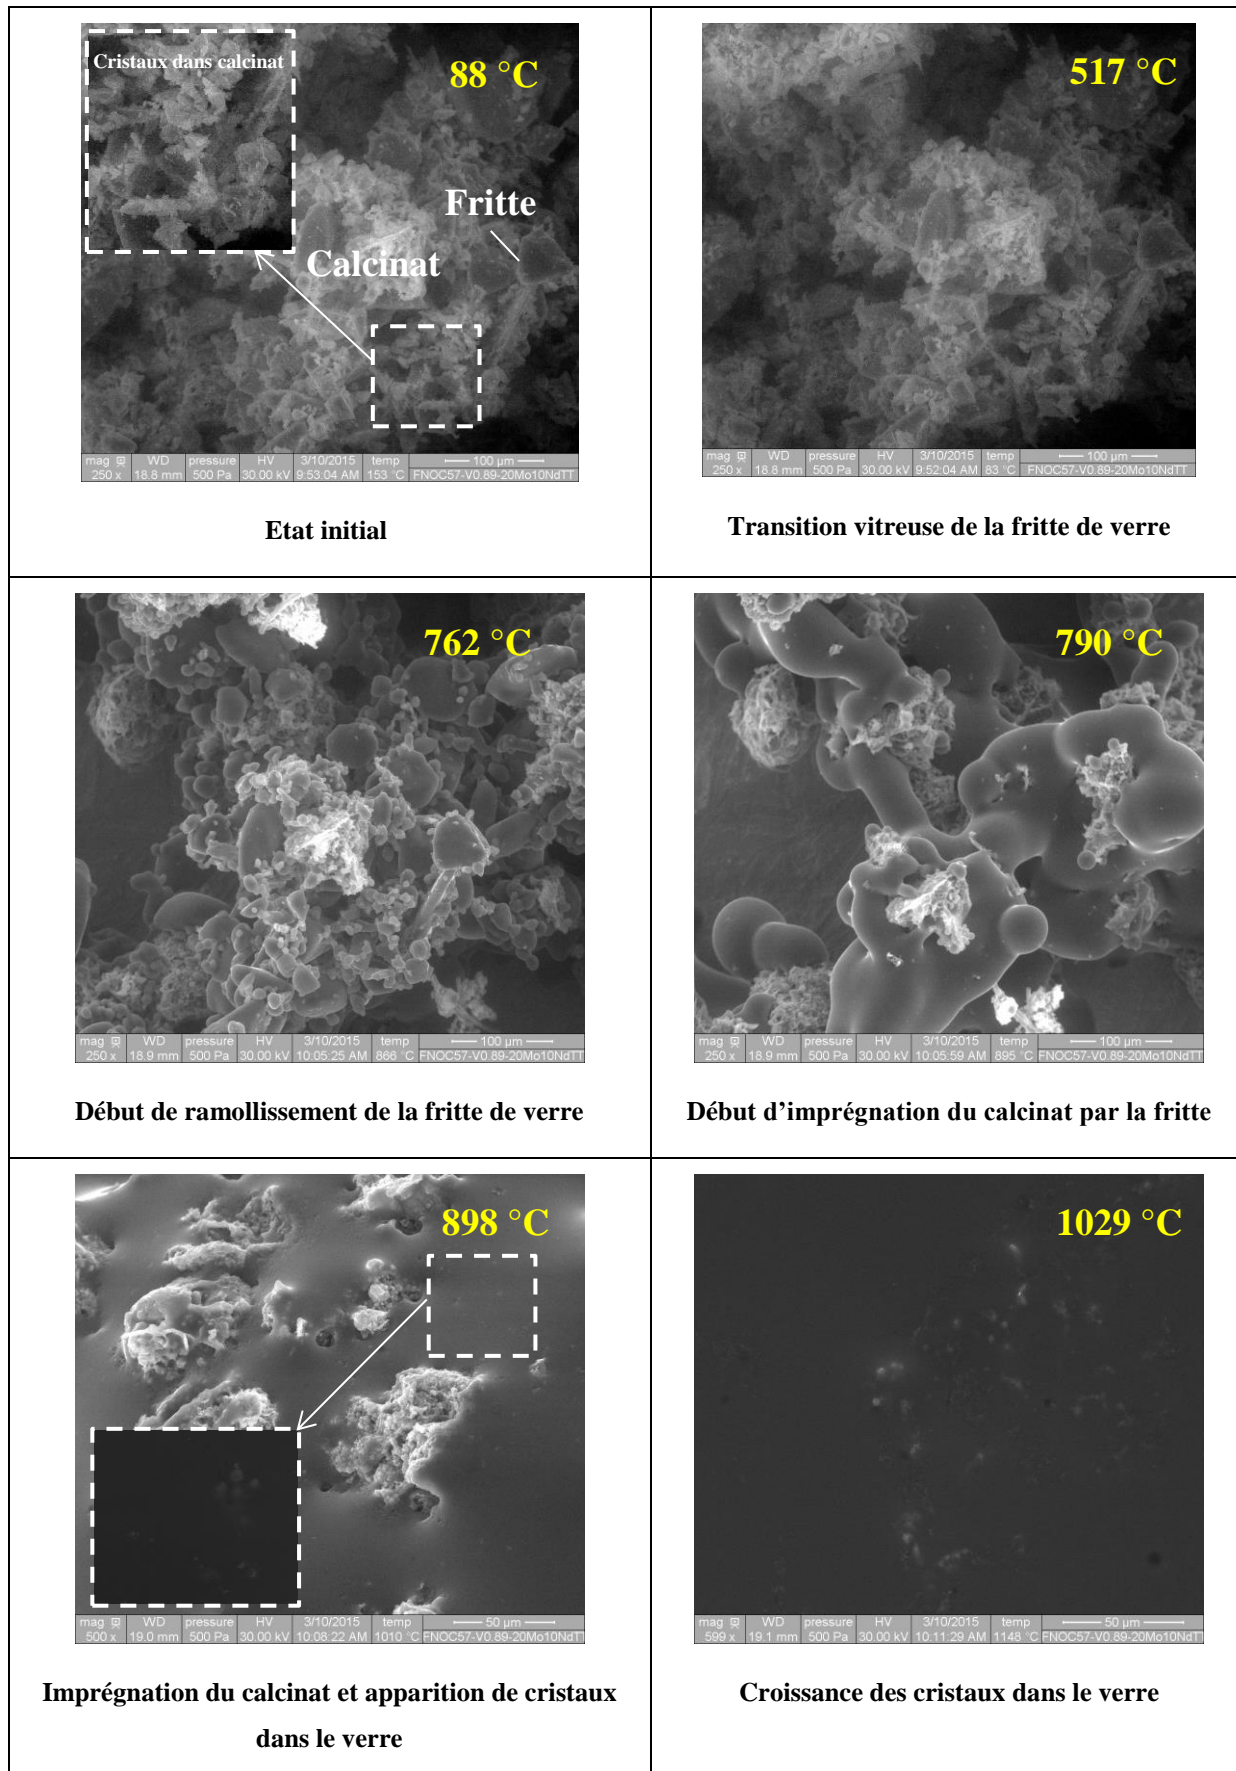 Cristaux dans calcinat
88 °C
Fritte
Calcinat
mag WD pressure HV 3/10/2015 temp 100 µm
250 x 18.8 mm 500 Pa 30.00 kV 9:53:04 AM 153 °C FNOC57-V0.89-20Mo10NdTT
Etat initial
517 °C
mag WD pressure HV 3/10/2015 temp 100 µm
250 x 18.8 mm 500 Pa 30.00 kV 9:52:04 AM 83 °C FNOC57-V0.89-20Mo10NdTT
Transition vitreuse de la fritte de verre
762 °C
mag WD pressure HV 3/10/2015 temp 100 µm
250 x 18.9 mm 500 Pa 30.00 kV 10:05:25 AM 866 °C FNOC57-V0.89-20Mo10NdTT
Début de ramollissement de la fritte de verre
790 °C
mag WD pressure HV 3/10/2015 temp 100 µm
250 x 18.9 mm 500 Pa 30.00 kV 10:05:59 AM 895 °C FNOC57-V0.89-20Mo10NdTT
Début d’imprégnation du calcinat par la fritte
898 °C
mag WD pressure HV 3/10/2015 temp 50 µm
500 x 19.0 mm 500 Pa 30.00 kV 10:08:22 AM 1010 °C FNOC57-V0.89-20Mo10NdTT
Imprégnation du calcinat et apparition de cristaux
dans le verre
1029 °C
mag WD pressure HV 3/10/2015 temp 50 µm
599 x 19.1 mm 500 Pa 30.00 kV 10:11:29 AM 1148 °C FNOC57-V0.89-20Mo10NdTT
Croissance des cristaux dans le verre